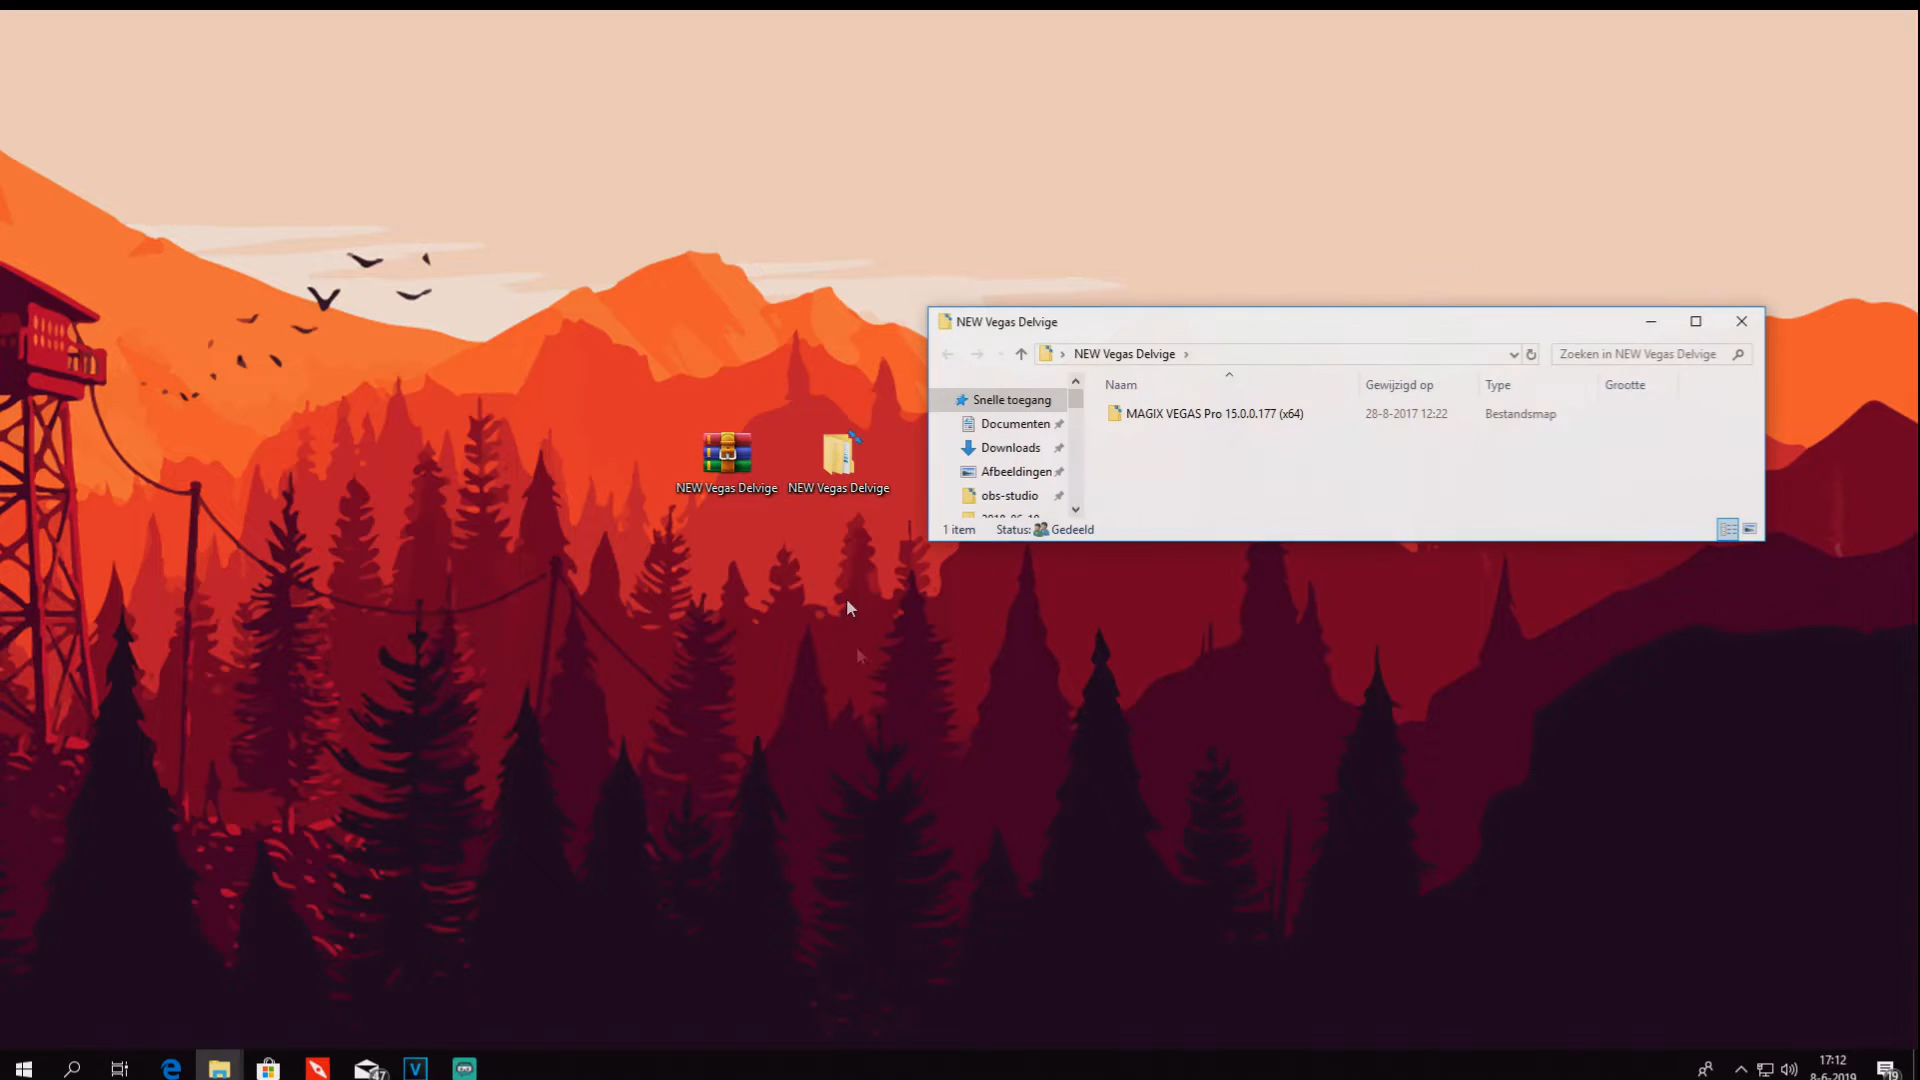 NEW Vegas Delvige
NEW Vegas Delvige
NEW Vegas Delvige
NEW Vegas Delvige
Zoeken in NEW Vegas Delvige
Naam
Gewijzigd op
Type
Grootte
Snelle toegang
Documenten
Downloads
Afbeeldingen
obs-studio
MAGIX VEGAS Pro 15.0.0.177 (x64)
28-8-2017 12:22
Bestandsmap
1 item
Status:
Gedeeld
47
V
17:12
8-6-2019
19